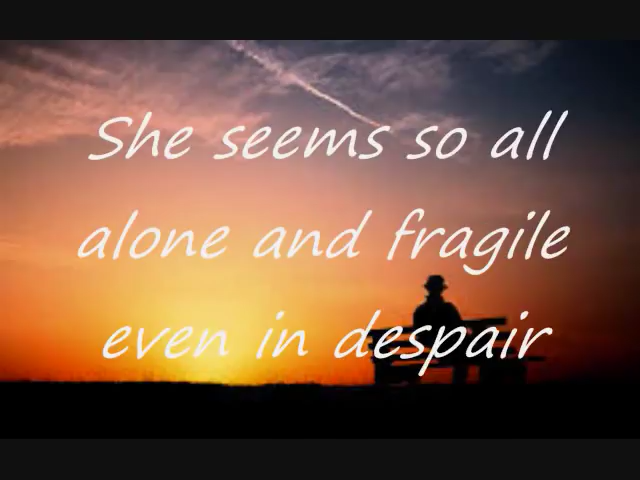 She seems so all
alone and fragile
even in despair